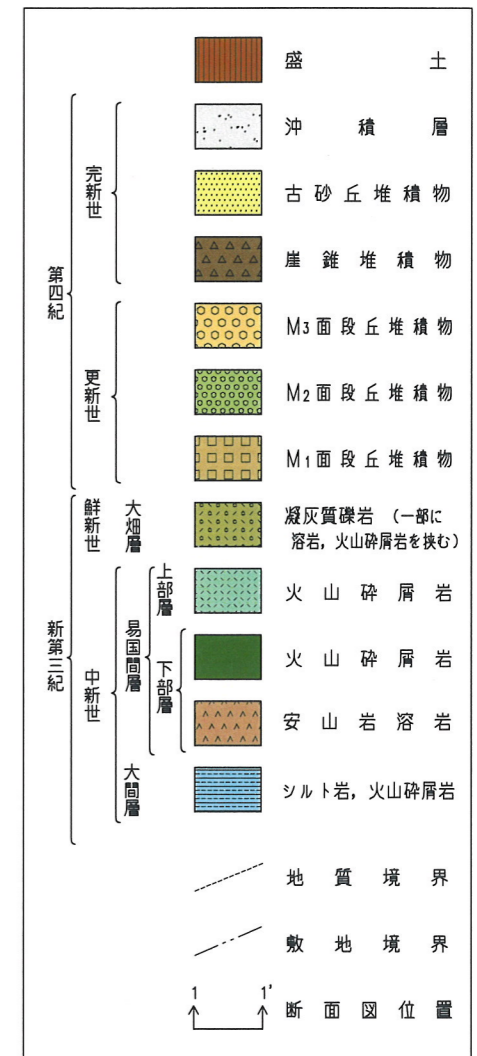 盛土
沖積層
古砂丘堆積物
崖錐堆積物
M3面段丘堆積物
M2面段丘堆積物
M1面段丘堆積物
凝灰質礫岩 (一部に
溶岩,火山砕屑岩を挟む)
火山砕屑岩
火山砕屑岩
安山岩溶岩
シルト岩,火山砕屑岩
地質境界
敷地境界
1 1' 断面図位置
第四紀
完新世
更新世
新第三紀
鮮新世
大畑層
中新世
易国間層
上部層
下部層
大間層